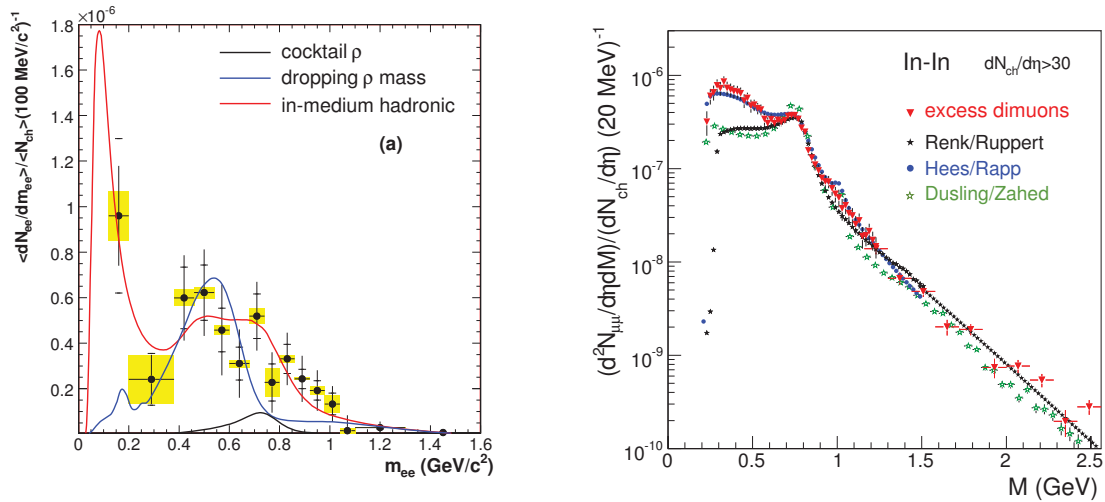 1.8 ×10⁻⁶
1.6
1.4
1.2
1
0.8
0.6
0.4
0.2
<dN_ee/dm_ee>/<N_ch>(100 MeV/c²)⁻¹
cocktail ρ
dropping ρ mass
in-medium hadronic
(a)
0 0.2 0.4 0.6 0.8 1 1.2 1.4 1.6
m_ee (GeV/c²)
(d²N_μμ/dηdM)/(dN_ch/dη) (20 MeV)⁻¹
10⁻⁶
10⁻⁷
10⁻⁸
10⁻⁹
10⁻¹⁰
In-In dN_ch/dη>30
excess dimuons
Renk/Ruppert
Hees/Rapp
Dusling/Zahed
0 0.5 1 1.5 2 2.5
M (GeV)